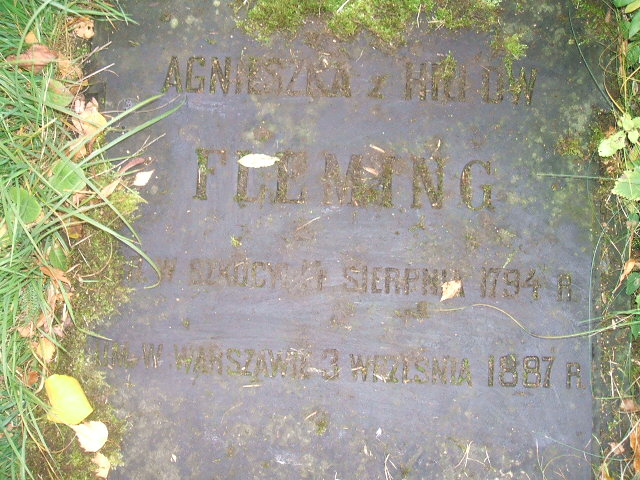 AGNIESZKA z
FLEMING
W SZKOCYI SIERPNIA 1794 R.
W WARSZAWIE 3 WRZEŚNIA 1887 R.